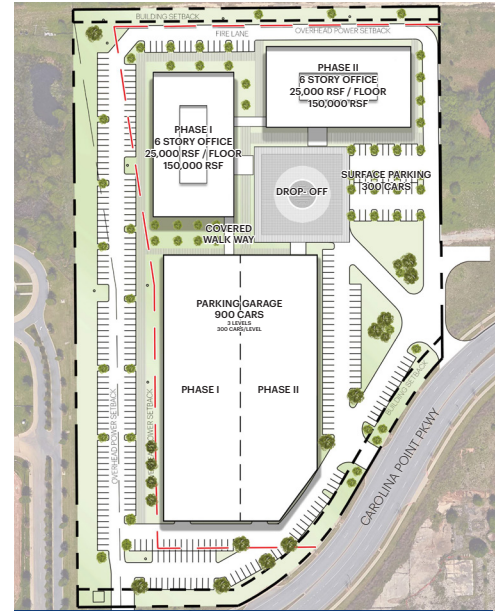 BUILDING SETBACK
FIRE LANE
OVERHEAD POWER SETBACK
PHASE II
6 STORY OFFICE
25,000 RSF / FLOOR
150,000 RSF
PHASE I
6 STORY OFFICE
25,000 RSF / FLOOR
150,000 RSF
DROP- OFF
SURFACE PARKING
300 CARS
COVERED
WALK WAY
PARKING GARAGE
900 CARS
3 LEVELS
300 CARS/LEVEL
PHASE I
PHASE II
OVERHEAD POWER SETBACK
POWER SETBACK
BUILDING SETBACK
CAROLINA POINT PKWY